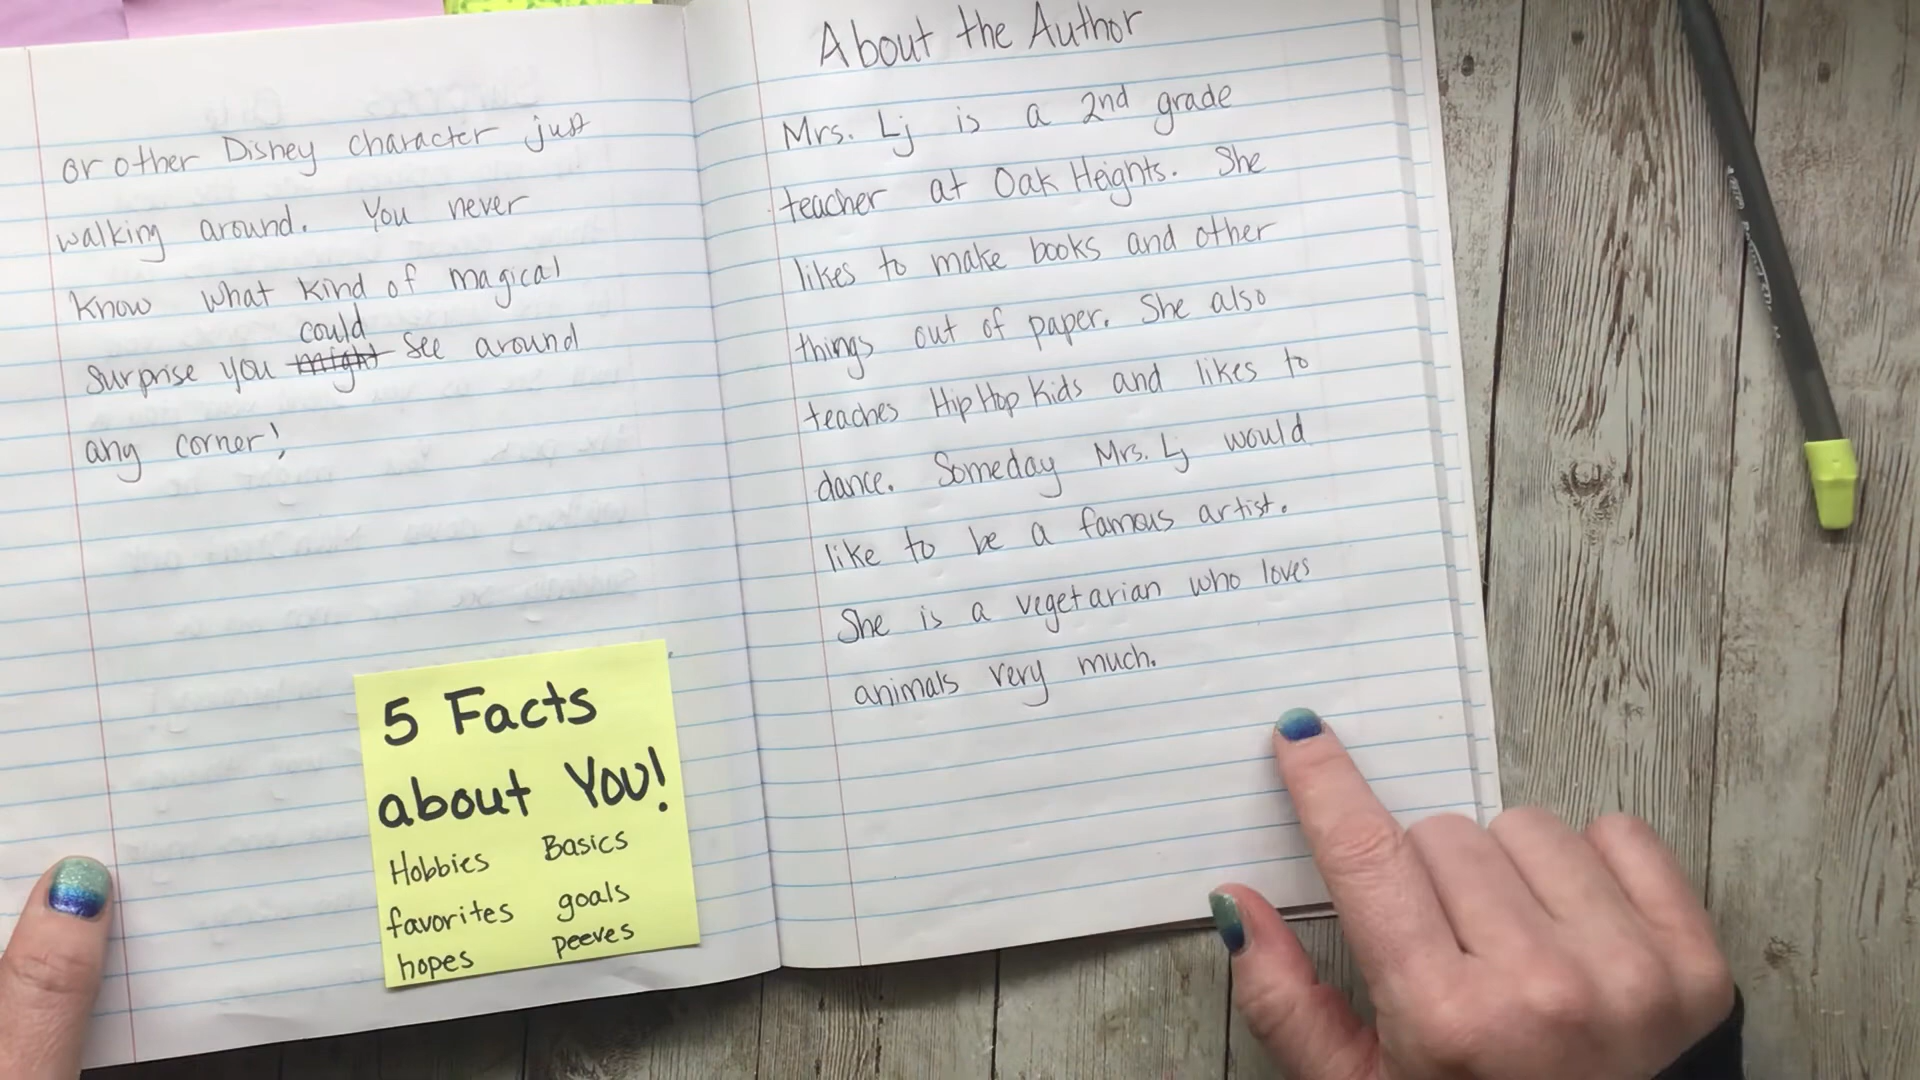 or other Disney character just
walking around. You never
know what kind of magical
could
surprise you might see around
any corner!
5 Facts
about You!
Hobbies Basics
favorites goals
hopes peeves
About the Author
Mrs. Lj is a 2nd grade
teacher at Oak Heights. She
likes to make books and other
things out of paper. She also
teaches Hip Hop Kids and likes to
dance. Someday Mrs. Lj would
like to be a famous artist.
She is a vegetarian who loves
animals very much.